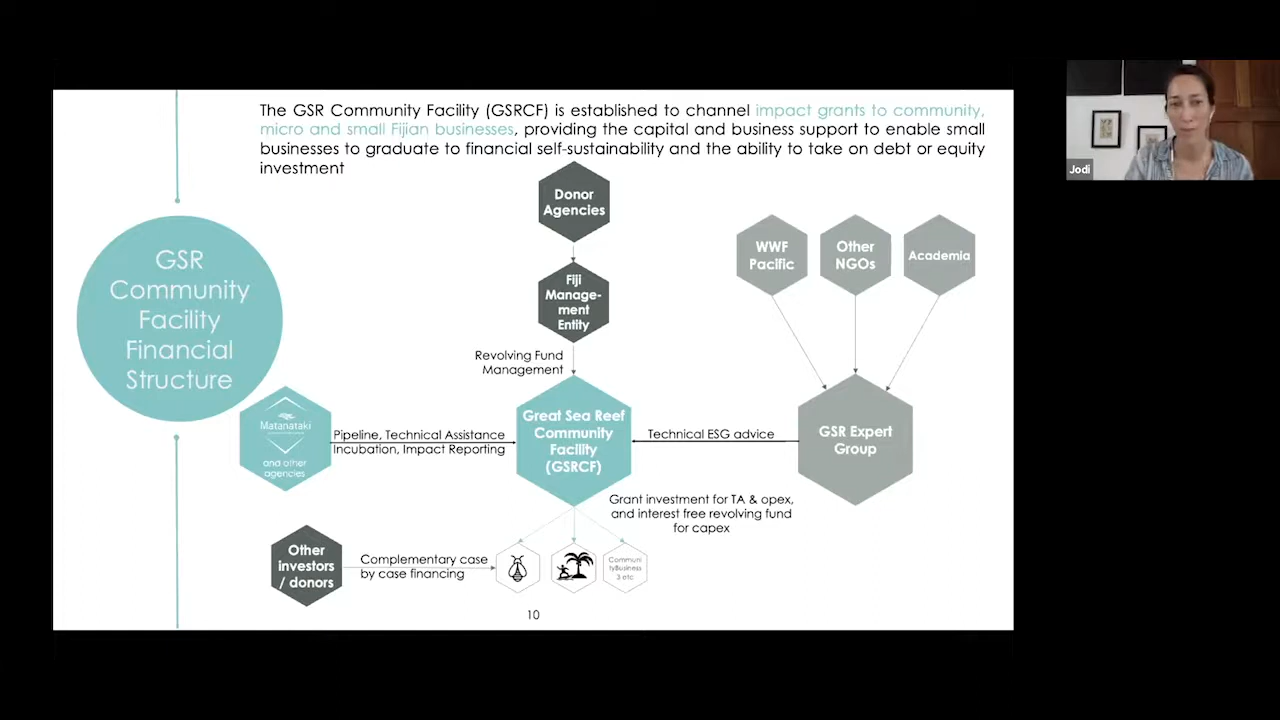 The GSR Community Facility (GSRCF) is established to channel impact grants to community,
micro and small Fijian businesses, providing the capital and business support to enable small
businesses to graduate to financial self-sustainability and the ability to take on debt or equity
investment
Jodi
GSR
Community
Facility
Financial
Structure
Donor
Agencies
Fiji
Manage-
ment
Entity
WWF
Pacific
Other
NGOs
Academia
Revolving Fund
Management
Matanataki
and other
agencies
Pipeline, Technical Assistance
Incubation, Impact Reporting
Great Sea Reef
Community
Facility
(GSRCF)
Technical ESG advice
GSR Expert
Group
Grant investment for TA & opex,
and interest free revolving fund
for capex
Other
investors
/ donors
Complementary case
by case financing
Communi
tyBusiness
3 etc
10